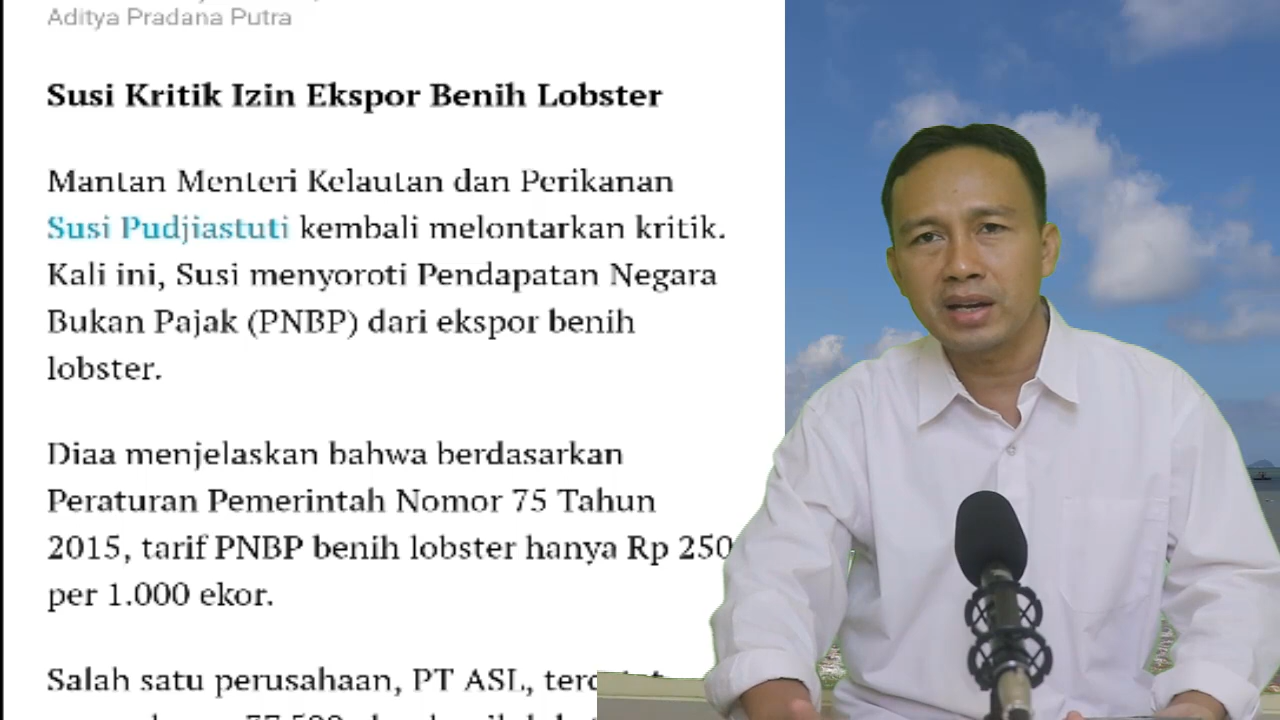 Aditya Pradana Putra
Susi Kritik Izin Ekspor Benih Lobster
Mantan Menteri Kelautan dan Perikanan
Susi Pudjiastuti kembali melontarkan kritik.
Kali ini, Susi menyoroti Pendapatan Negara
Bukan Pajak (PNBP) dari ekspor benih
lobster.
Diaa menjelaskan bahwa berdasarkan
Peraturan Pemerintah Nomor 75 Tahun
2015, tarif PNBP benih lobster hanya Rp 250
per 1.000 ekor.
Salah satu perusahaan, PT ASL,